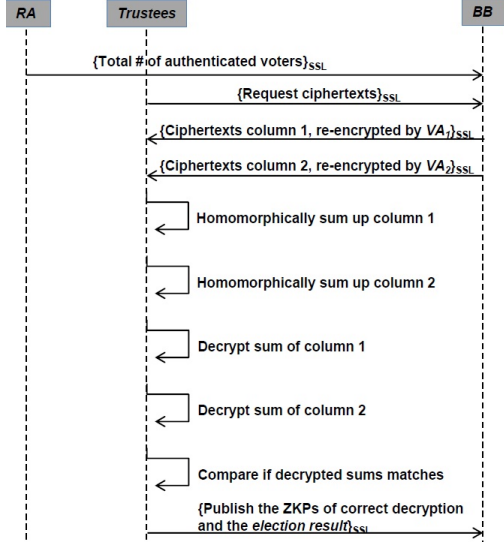 RA Trustees BB
{Total # of authenticated voters}SSL
{Request ciphertexts}SSL
{Ciphertexts column 1, re-encrypted by VA1}SSL
{Ciphertexts column 2, re-encrypted by VA2}SSL
Homomorphically sum up column 1
Homomorphically sum up column 2
Decrypt sum of column 1
Decrypt sum of column 2
Compare if decrypted sums matches
{Publish the ZKPs of correct decryption
and the election result}SSL